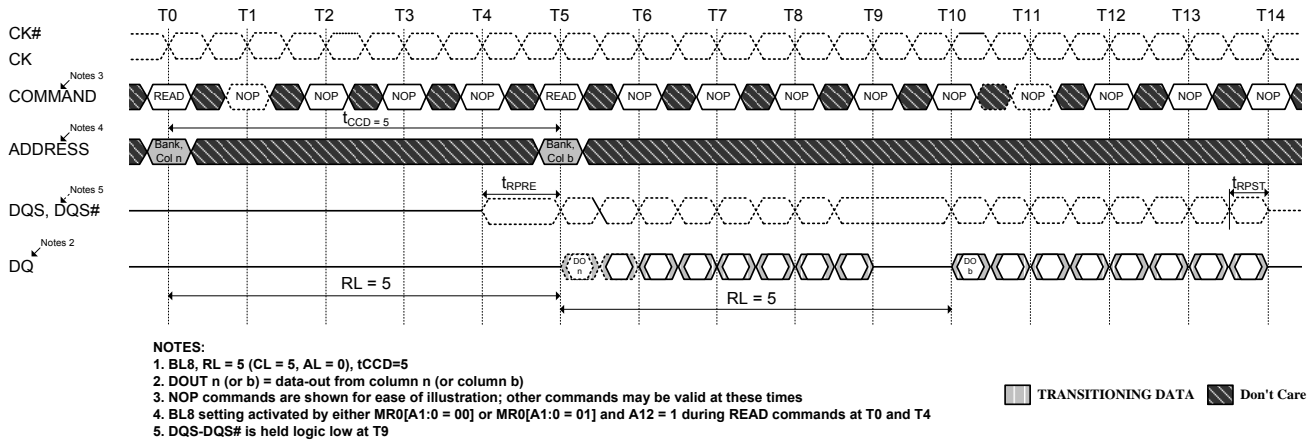 T0 T1 T2 T3 T4 T5 T6 T7 T8 T9 T10 T11 T12 T13 T14
CK#
CK
Notes 3
COMMAND READ NOP NOP NOP NOP READ NOP NOP NOP NOP NOP NOP NOP NOP NOP
tCCD = 5
Notes 4
ADDRESS
Bank, Col n
Bank, Col b
Notes 5
tRPRE
tRPST
DQS, DQS#
Notes 2
DQ
DO n
DO b
RL = 5
RL = 5
NOTES:
1. BL8, RL = 5 (CL = 5, AL = 0), tCCD=5
2. DOUT n (or b) = data-out from column n (or column b)
3. NOP commands are shown for ease of illustration; other commands may be valid at these times
4. BL8 setting activated by either MR0[A1:0 = 00] or MR0[A1:0 = 01] and A12 = 1 during READ commands at T0 and T4
5. DQS-DQS# is held logic low at T9
TRANSITIONING DATA
Don't Care